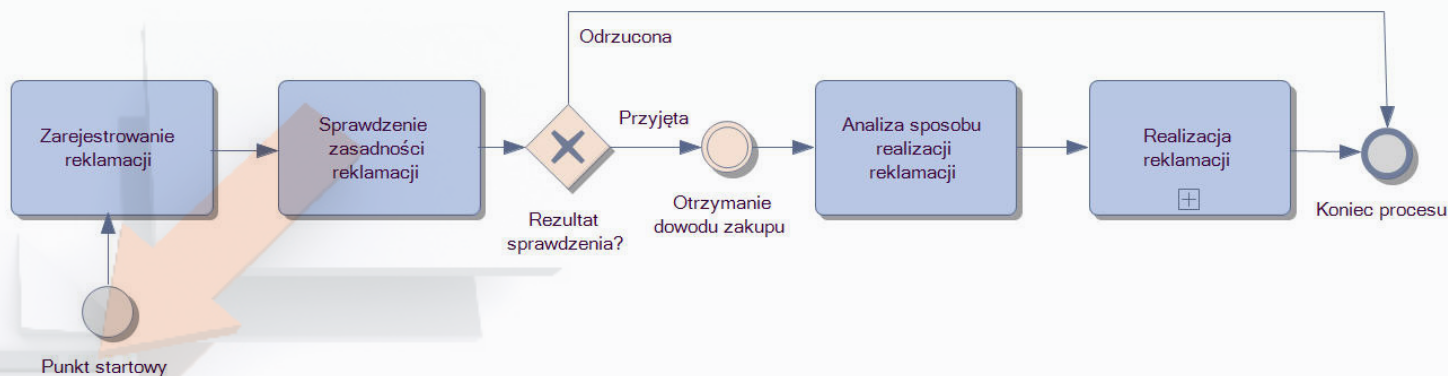 Odrzucona
Zarejestrowanie
reklamacji
Sprawdzenie
zasadności
reklamacji
Rezultat
sprawdzenia?
Przyjęta
Otrzymanie
dowodu zakupu
Analiza sposobu
realizacji
reklamacji
Realizacja
reklamacji
Koniec procesu
Punkt startowy